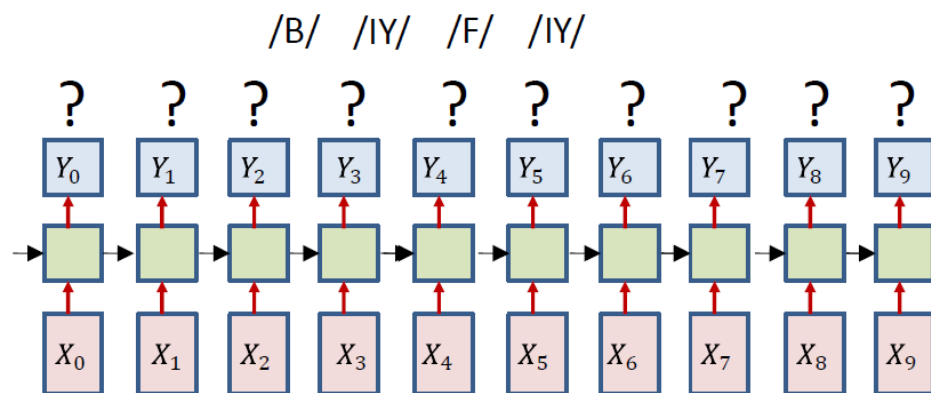 /B/ /IY/ /F/ /IY/
? ? ? ? ? ? ? ? ? ?
Y₀ Y₁ Y₂ Y₃ Y₄ Y₅ Y₆ Y₇ Y₈ Y₉
X₀ X₁ X₂ X₃ X₄ X₅ X₆ X₇ X₈ X₉